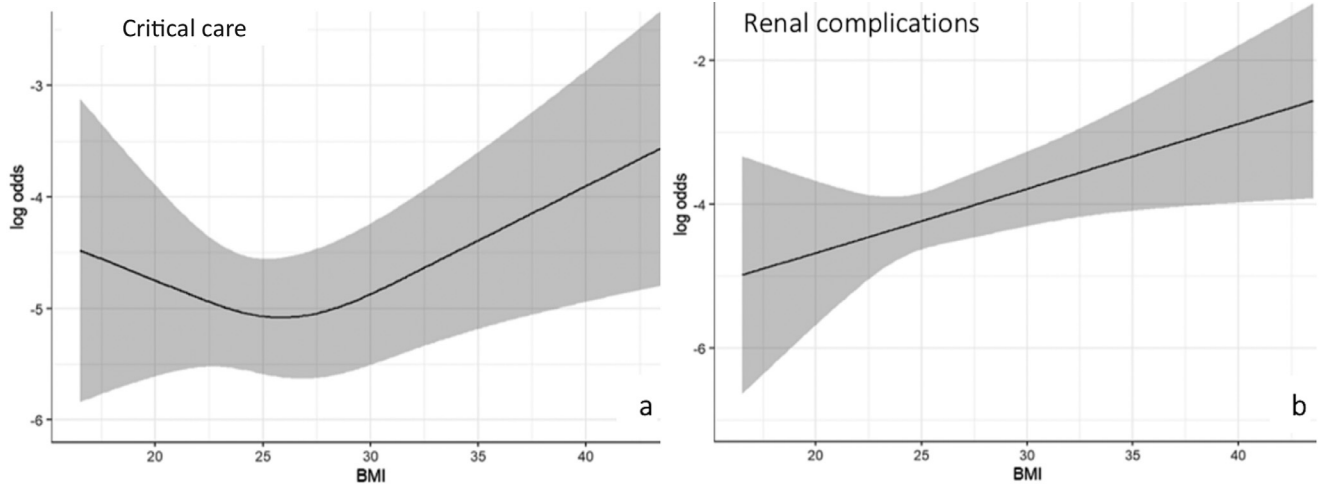 Critical care
log odds
-3
-4
-5
-6
20 25 30 35 40
BMI
a
Renal complications
log odds
-2
-4
-6
20 25 30 35 40
BMI
b